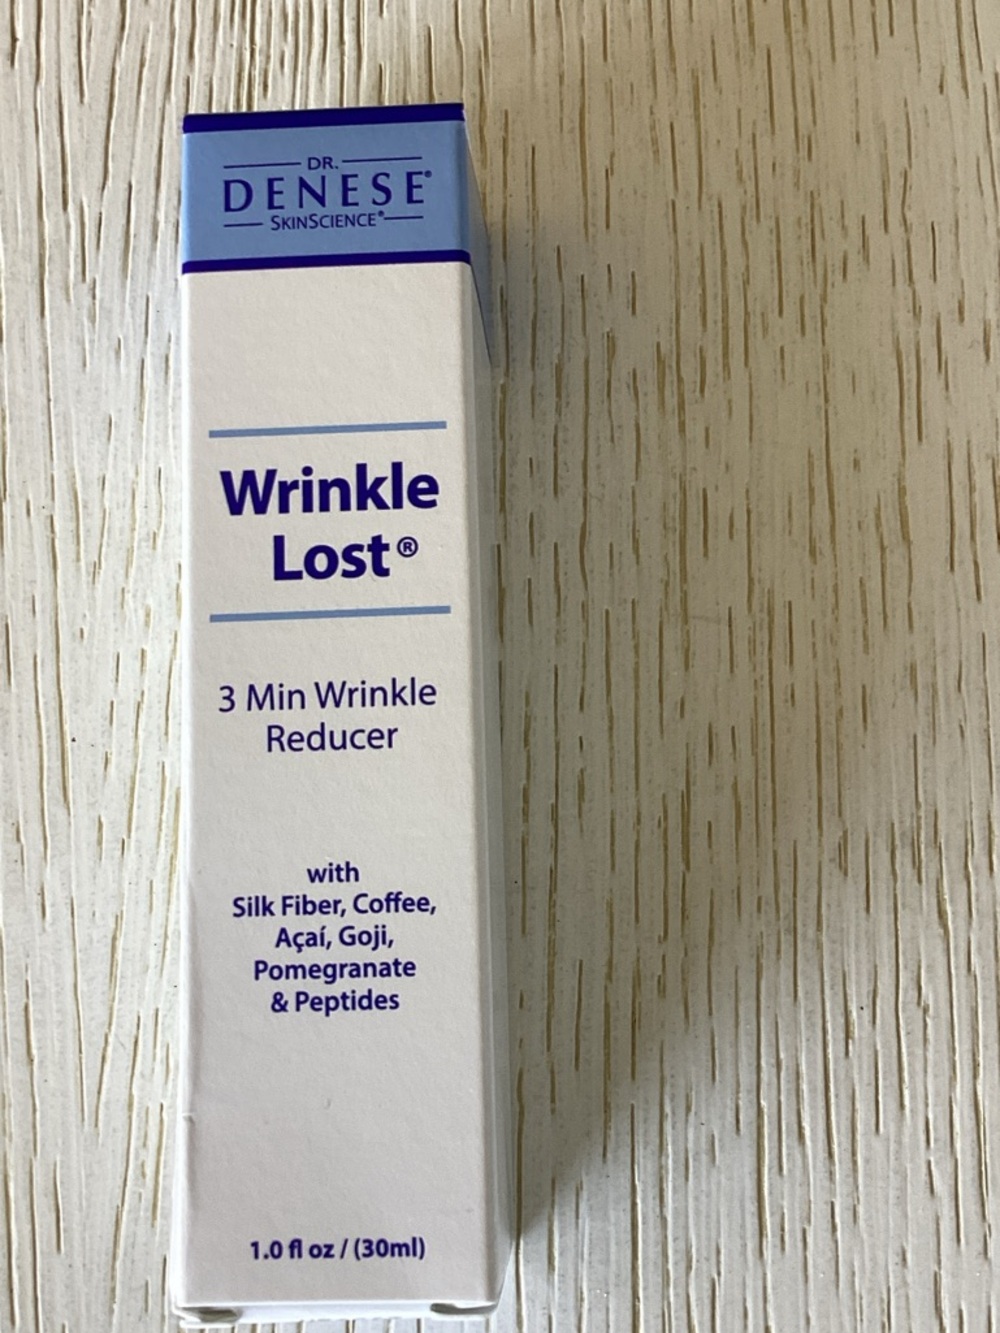 DR.
DENESE®
SKINSCIENCE®
Wrinkle
Lost®
3 Min Wrinkle
Reducer
with
Silk Fiber, Coffee,
Açaí, Goji,
Pomegranate
& Peptides
1.0 fl oz / (30ml)